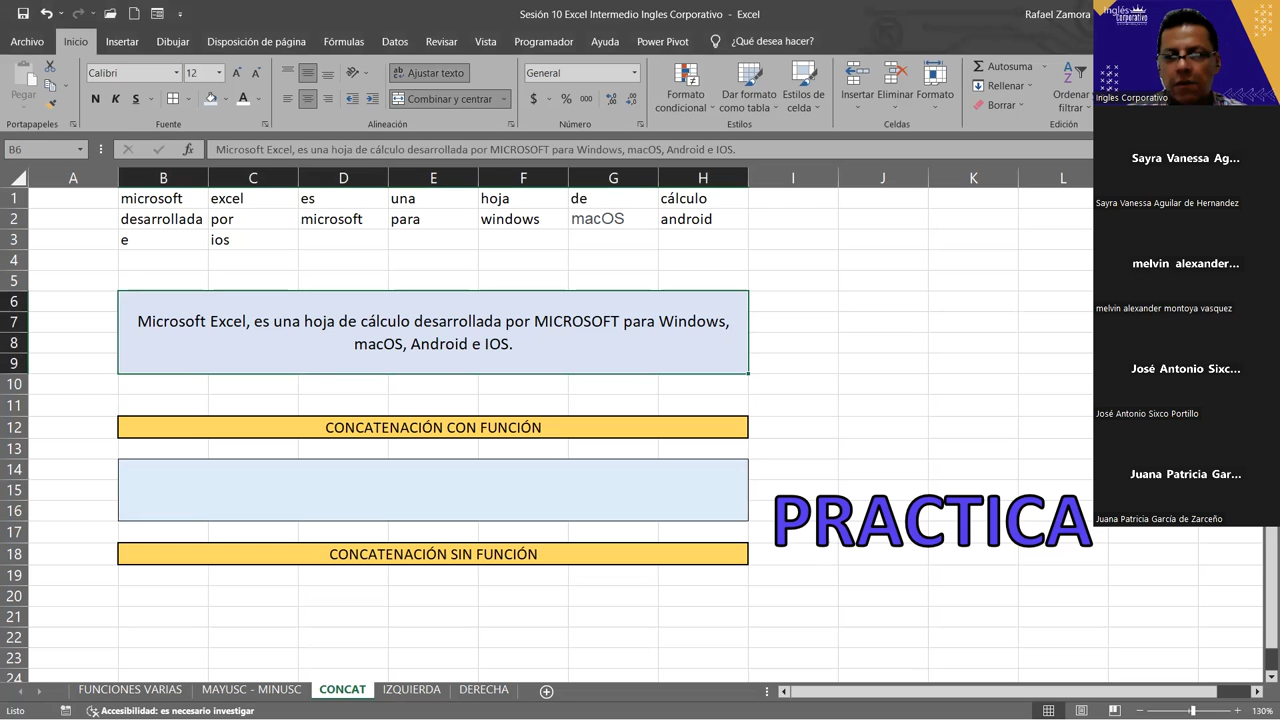 Sesión 10 Excel Intermedio Ingles Corporativo - Excel
Rafael Zamora
Archivo Inicio Insertar Dibujar Disposición de página Fórmulas Datos Revisar Vista Programador Ayuda Power Pivot ¿Qué desea hacer?
Pegar
Portapapeles
Calibri 12
N K S
Fuente
Ajustar texto
Combinar y centrar
Alineación
General
$ % 000
Número
Formato condicional
Dar formato como tabla
Estilos de celda
Estilos
Insertar Eliminar Formato
Celdas
Autosuma
Rellenar
Borrar
Ordenar
filtrar
Edición
B6
fx
Microsoft Excel, es una hoja de cálculo desarrollada por MICROSOFT para Windows, macOS, Android e IOS.
A B C D E F G H I J K L
1 microsoft excel es una hoja de cálculo
2 desarrollada por microsoft para windows macOS android
3 e ios
4
5
6
7 Microsoft Excel, es una hoja de cálculo desarrollada por MICROSOFT para Windows,
8 macOS, Android e IOS.
9
10
11
12 CONCATENACIÓN CON FUNCIÓN
13
14
15
16
PRACTICA
17
18 CONCATENACIÓN SIN FUNCIÓN
19
20
21
22
23
24
FUNCIONES VARIAS MAYUSC - MINUSC CONCAT IZQUIERDA DERECHA
Listo
Accesibilidad: es necesario investigar
130%
Inglés
Corporativo
Ingles Corporativo
Sayra Vanessa Ag...
Sayra Vanessa Aguilar de Hernandez
melvin alexander...
melvin alexander montoya vasquez
José Antonio Sixc...
José Antonio Sixco Portillo
Juana Patricia Gar...
Juana Patricia García de Zarceño